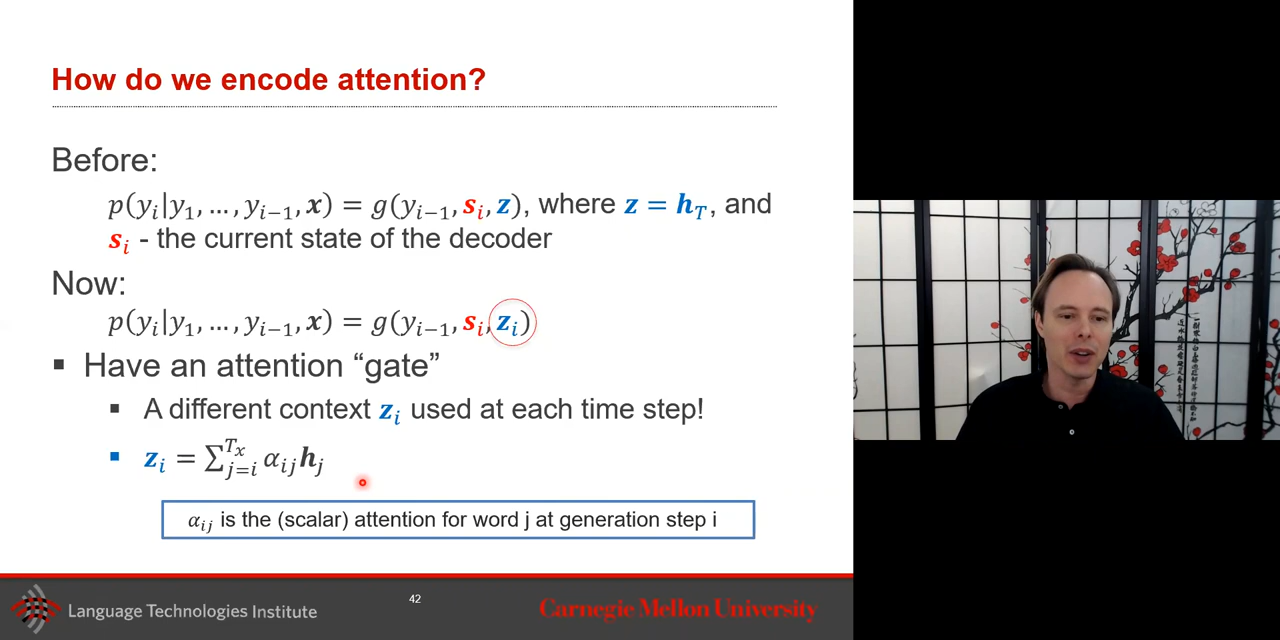 How do we encode attention?
Before:
p(y_i|y_1, …, y_{i−1}, x) = g(y_{i−1}, s_i, z), where z = h_T, and
s_i - the current state of the decoder
Now:
p(y_i|y_1, …, y_{i−1}, x) = g(y_{i−1}, s_i, z_i)
▪ Have an attention “gate”
▪ A different context z_i used at each time step!
▪ z_i = ∑_{j=i}^{T_x} α_{ij} h_j
α_{ij} is the (scalar) attention for word j at generation step i
Language Technologies Institute
42
Carnegie Mellon University